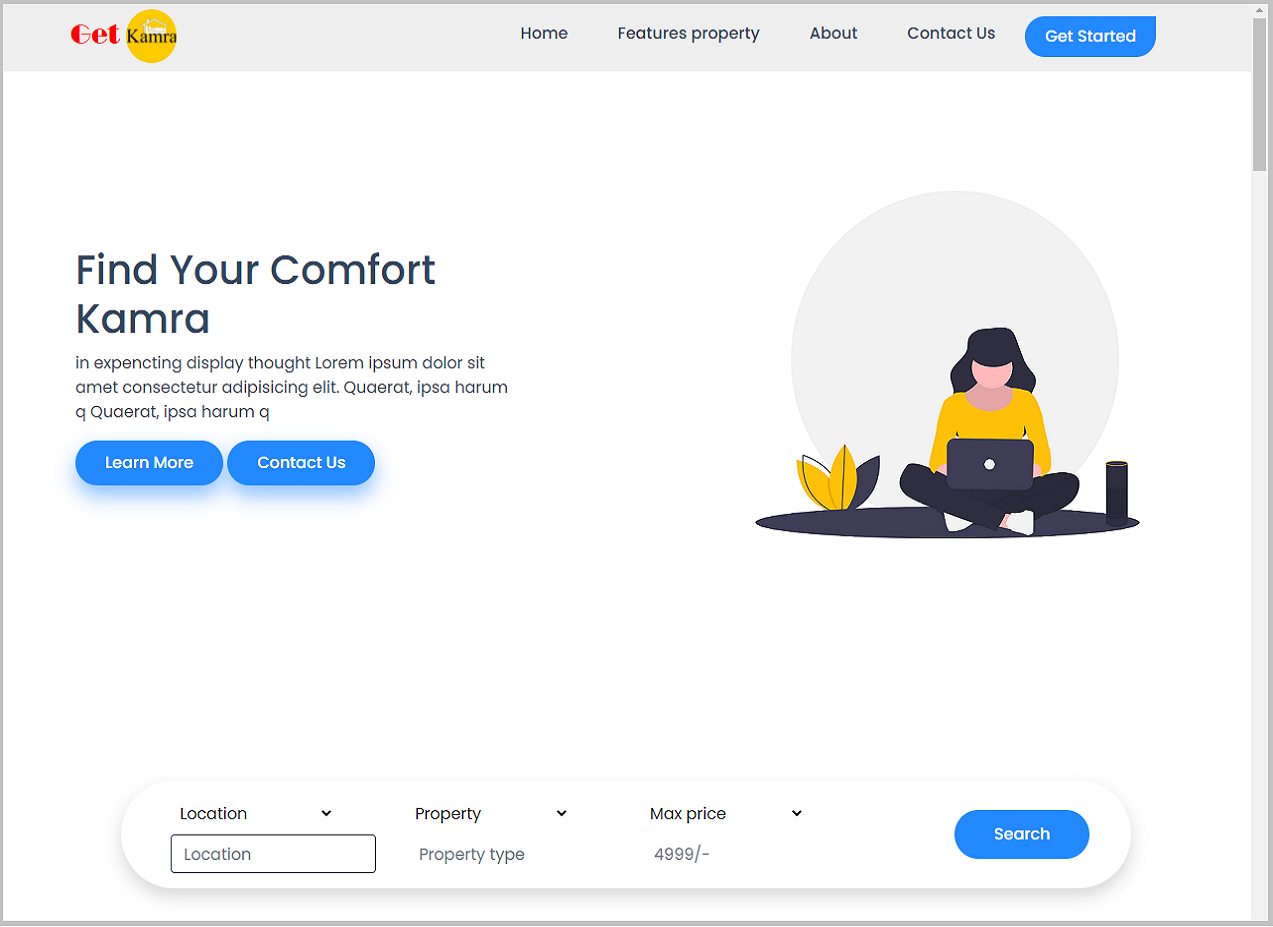 Get Kamra
Home Features property About Contact Us Get Started
Find Your Comfort
Kamra
in expencting display thought Lorem ipsum dolor sit
amet consectetur adipisicing elit. Quaerat, ipsa harum
q Quaerat, ipsa harum q
Learn More Contact Us
Location Property Max price
Location Property type 4999/-
Search